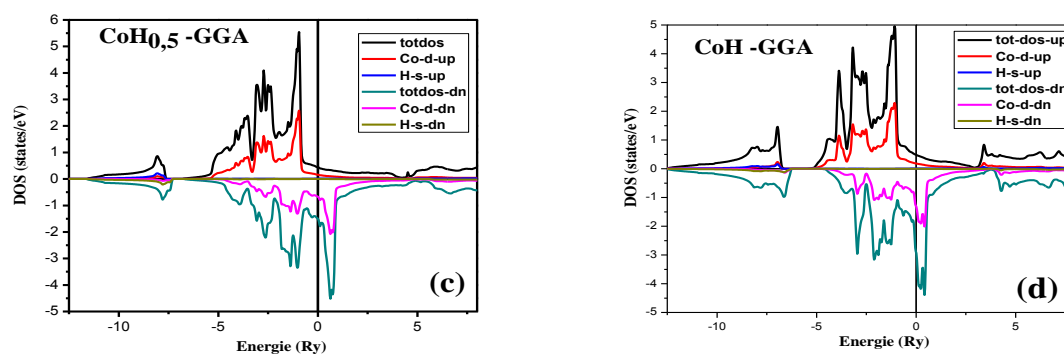 CoH0,5 -GGA
totdos
Co-d-up
H-s-up
totdos-dn
Co-d-dn
H-s-dn
6
5
4
3
2
1
0
-1
-2
-3
-4
-5
DOS (states/eV)
-10
-5
0
5
Energie (Ry)
(c)
CoH -GGA
tot-dos-up
Co-d-up
H-s-up
tot-dos-dn
Co-d-dn
H-s-dn
5
4
3
2
1
0
-1
-2
-3
-4
-5
DOS (states/eV)
-10
-5
0
5
Energie (Ry)
(d)